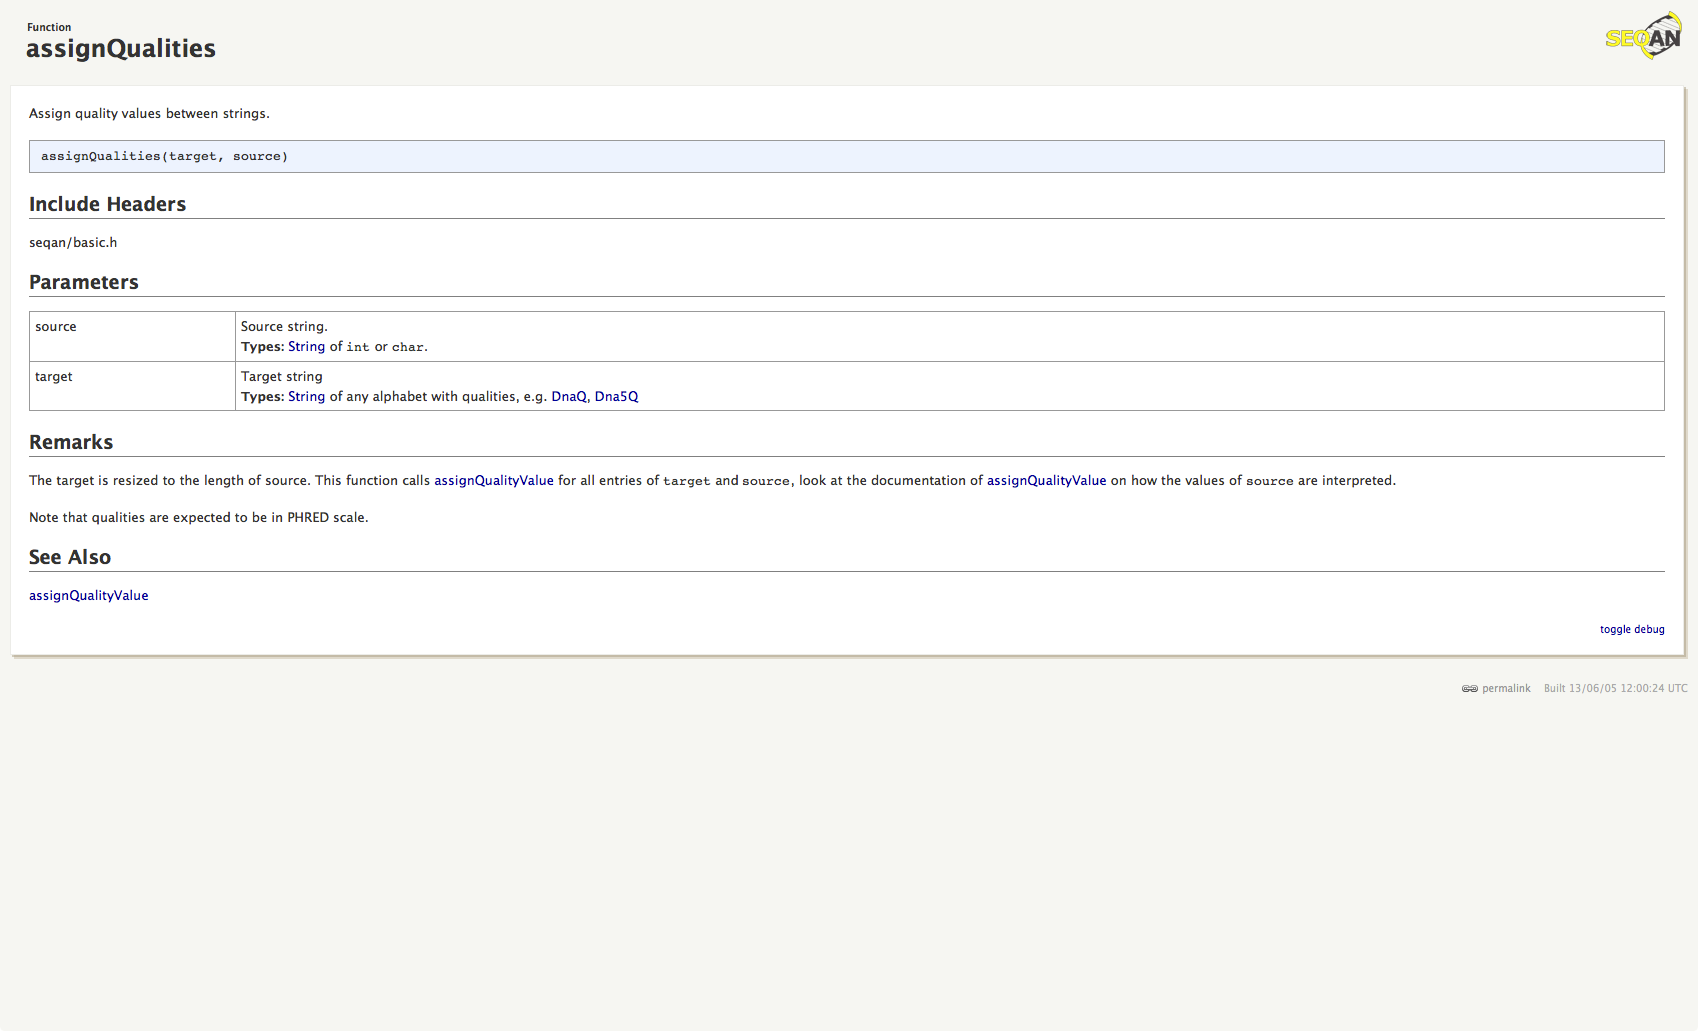 Function
assignQualities
SEQAN
Assign quality values between strings.
assignQualities(target, source)
Include Headers
seqan/basic.h
Parameters
source
Source string.
Types: String of int or char.
target
Target string
Types: String of any alphabet with qualities, e.g. DnaQ, Dna5Q
Remarks
The target is resized to the length of source. This function calls assignQualityValue for all entries of target and source, look at the documentation of assignQualityValue on how the values of source are interpreted.
Note that qualities are expected to be in PHRED scale.
See Also
assignQualityValue
toggle debug
permalink Built 13/06/05 12:00:24 UTC